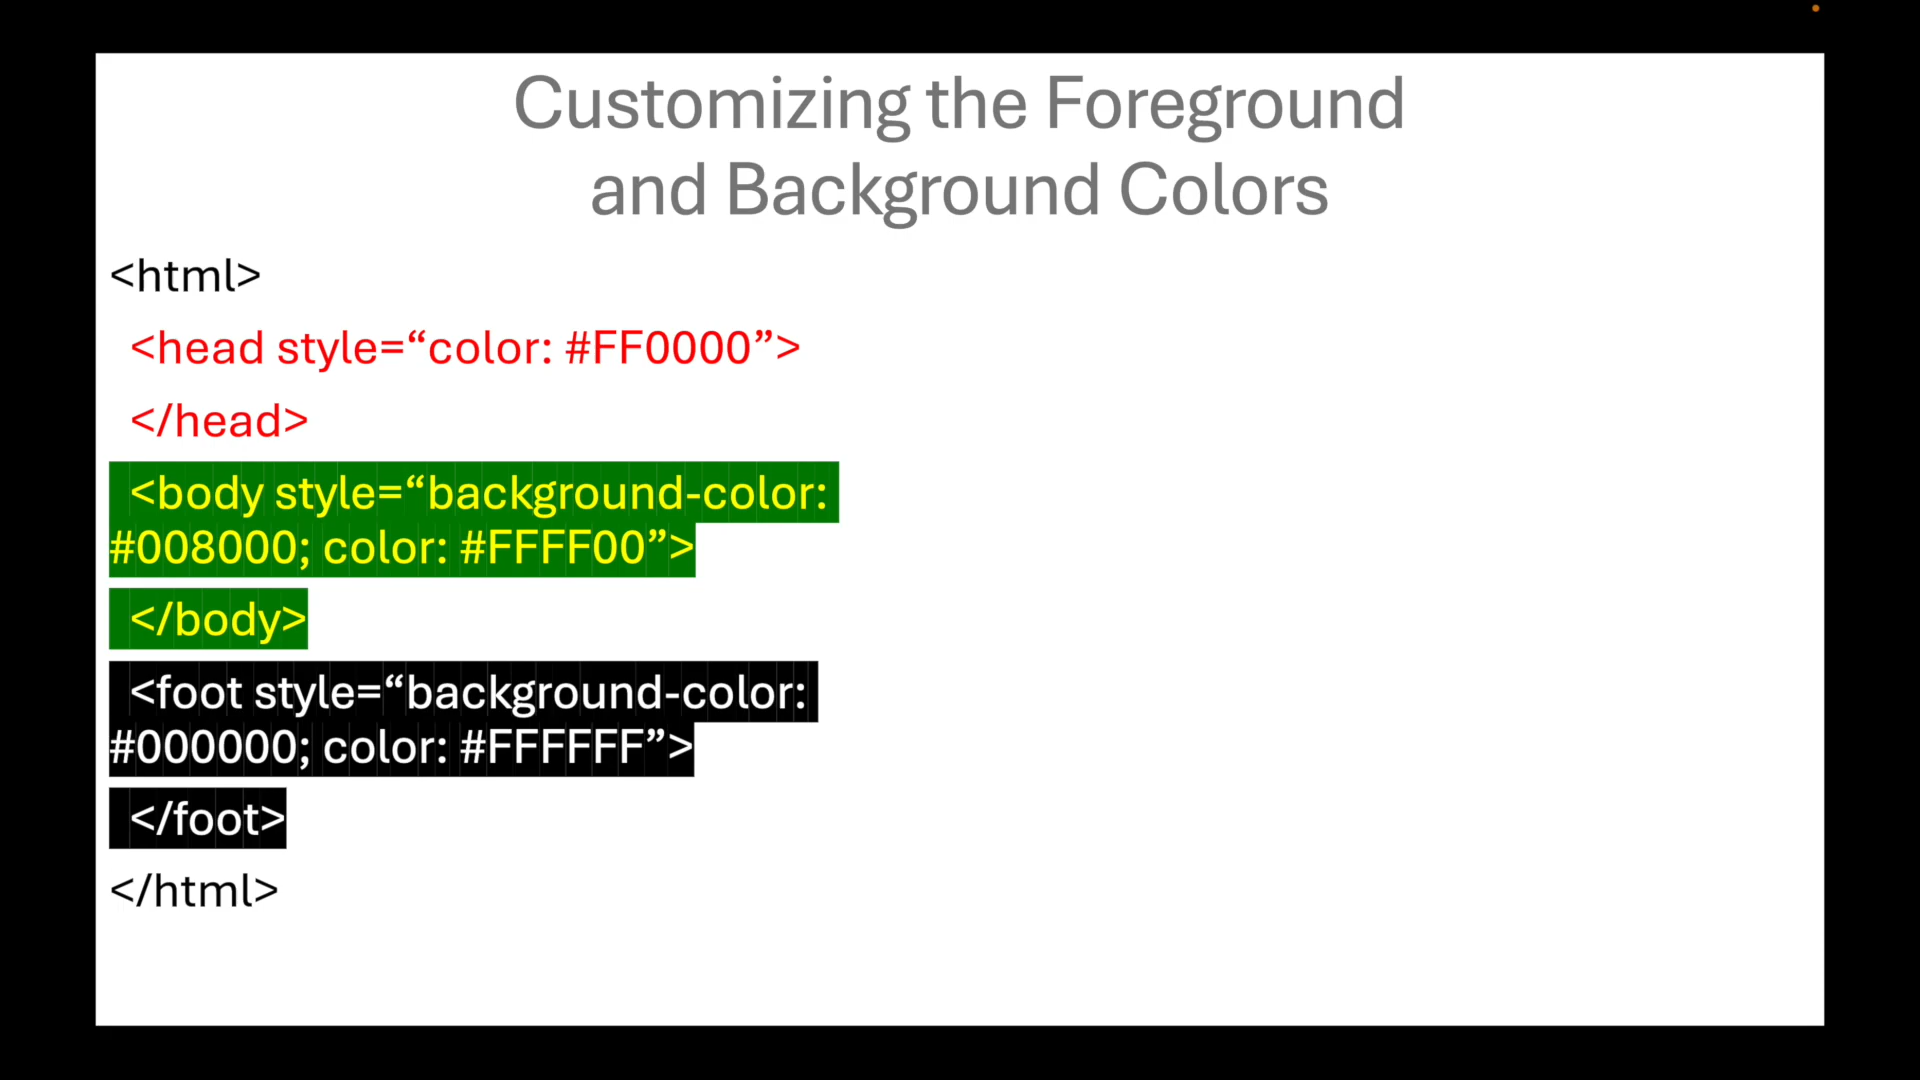 Customizing the Foreground
and Background Colors
<html>
<head style=“color: #FF0000”>
</head>
<body style=“background-color:
#008000; color: #FFFF00”>
</body>
<foot style=“background-color:
#000000; color: #FFFFFF”>
</foot>
</html>